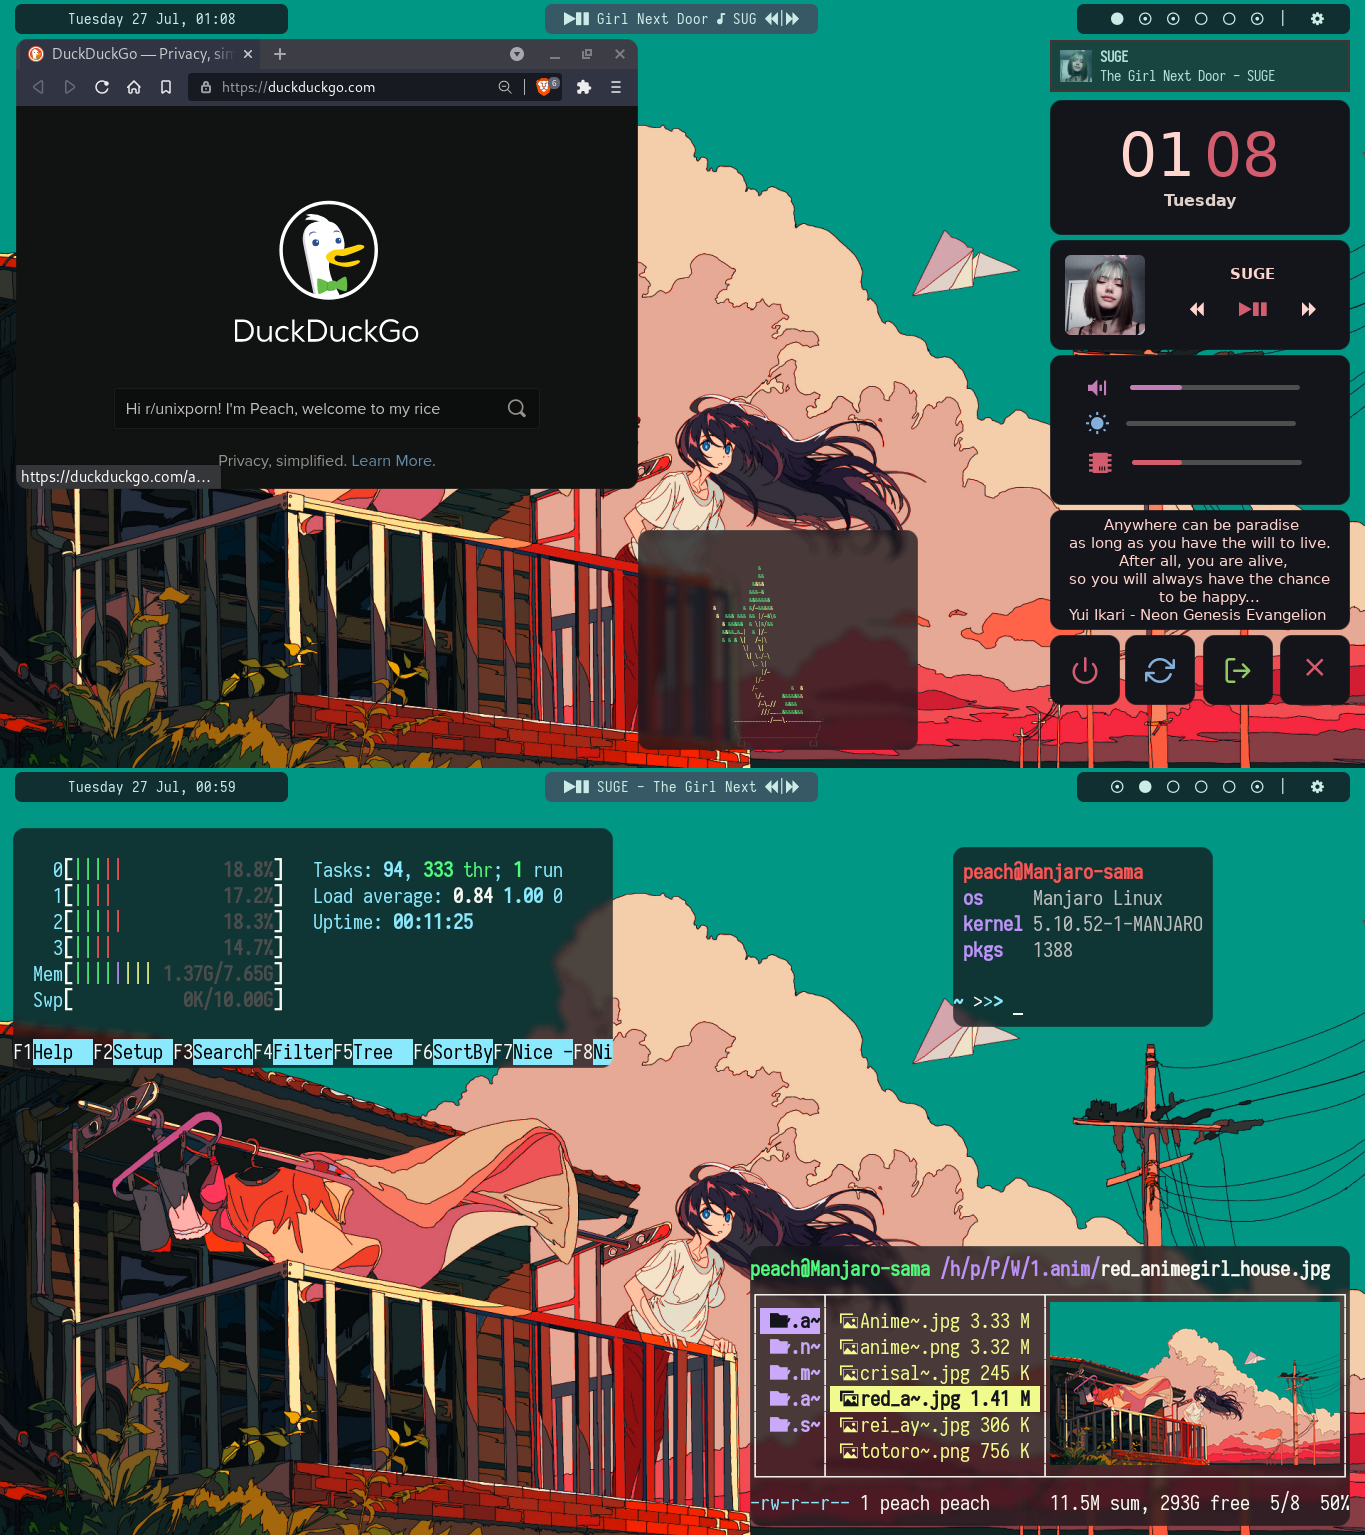 Tuesday 27 Jul, 01:08
Girl Next Door ♪ SUG
DuckDuckGo — Privacy, sim
https://duckduckgo.com
6
DuckDuckGo
Hi r/unixporn! I'm Peach, welcome to my rice
Privacy, simplified. Learn More.
https://duckduckgo.com/a...
SUGE
The Girl Next Door - SUGE
01 08
Tuesday
SUGE
Anywhere can be paradise
as long as you have the will to live.
After all, you are alive,
so you will always have the chance
to be happy...
Yui Ikari - Neon Genesis Evangelion
Tuesday 27 Jul, 00:59
SUGE - The Girl Next
0[||||| 18.8%]
1[|||| 17.2%]
2[||||| 18.3%]
3[|||| 14.7%]
Mem[|||||||| 1.37G/7.65G]
Swp[ 0K/10.00G]
Tasks: 94, 333 thr; 1 run
Load average: 0.84 1.00 0
Uptime: 00:11:25
F1Help F2Setup F3SearchF4FilterF5Tree F6SortByF7Nice -F8Ni
peach@Manjaro-sama
os Manjaro Linux
kernel 5.10.52-1-MANJARO
pkgs 1388
~ >>> _
peach@Manjaro-sama /h/p/P/W/1.anim/red_animegirl_house.jpg
.a~ Anime~.jpg 3.33 M
.n~ anime~.png 3.32 M
.m~ crisal~.jpg 245 K
.a~ red_a~.jpg 1.41 M
.s~ rei_ay~.jpg 306 K
totoro~.png 756 K
-rw-r--r-- 1 peach peach 11.5M sum, 293G free 5/8 50%